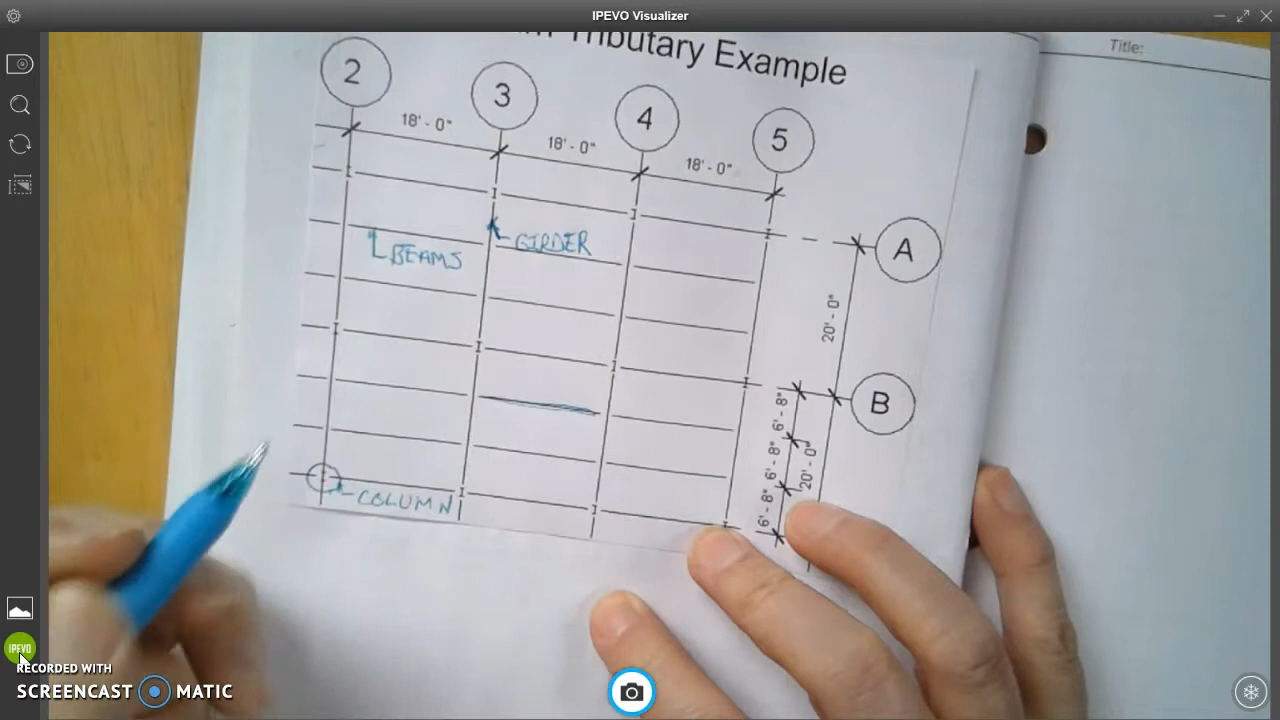 IPEVO Visualizer
Title:
Tributary Example
2
3
4
5
18' - 0"
18' - 0"
18' - 0"
A
GIRDER
BEAMS
20' - 0"
B
6' - 8"
6' - 8"
20' - 0"
6' - 8"
COLUMN
IPEVO
RECORDED WITH
SCREENCAST MATIC